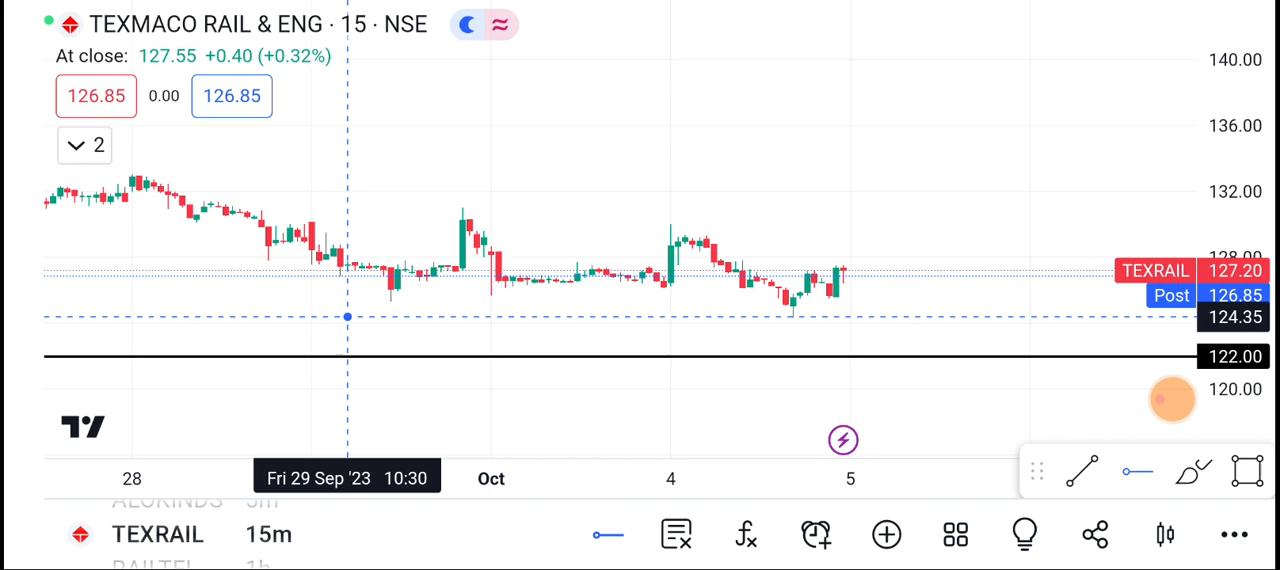 TEXMACO RAIL & ENG · 15 · NSE
At close: 127.55 +0.40 (+0.32%)
126.85 0.00 126.85
2
140.00
136.00
132.00
128.00
TEXRAIL 127.20
Post 126.85
124.35
122.00
120.00
28 Fri 29 Sep '23 10:30 Oct 4 5
TEXRAIL 15m
RAILTEL 1h